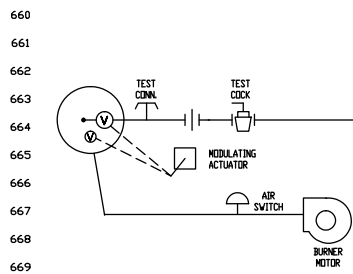 660
661
662
TEST
CONN.
TEST
COCK
663
V
664
V
665
MODULATING
ACTUATOR
666
AIR
SWITCH
667
668
BURNER
MOTOR
669